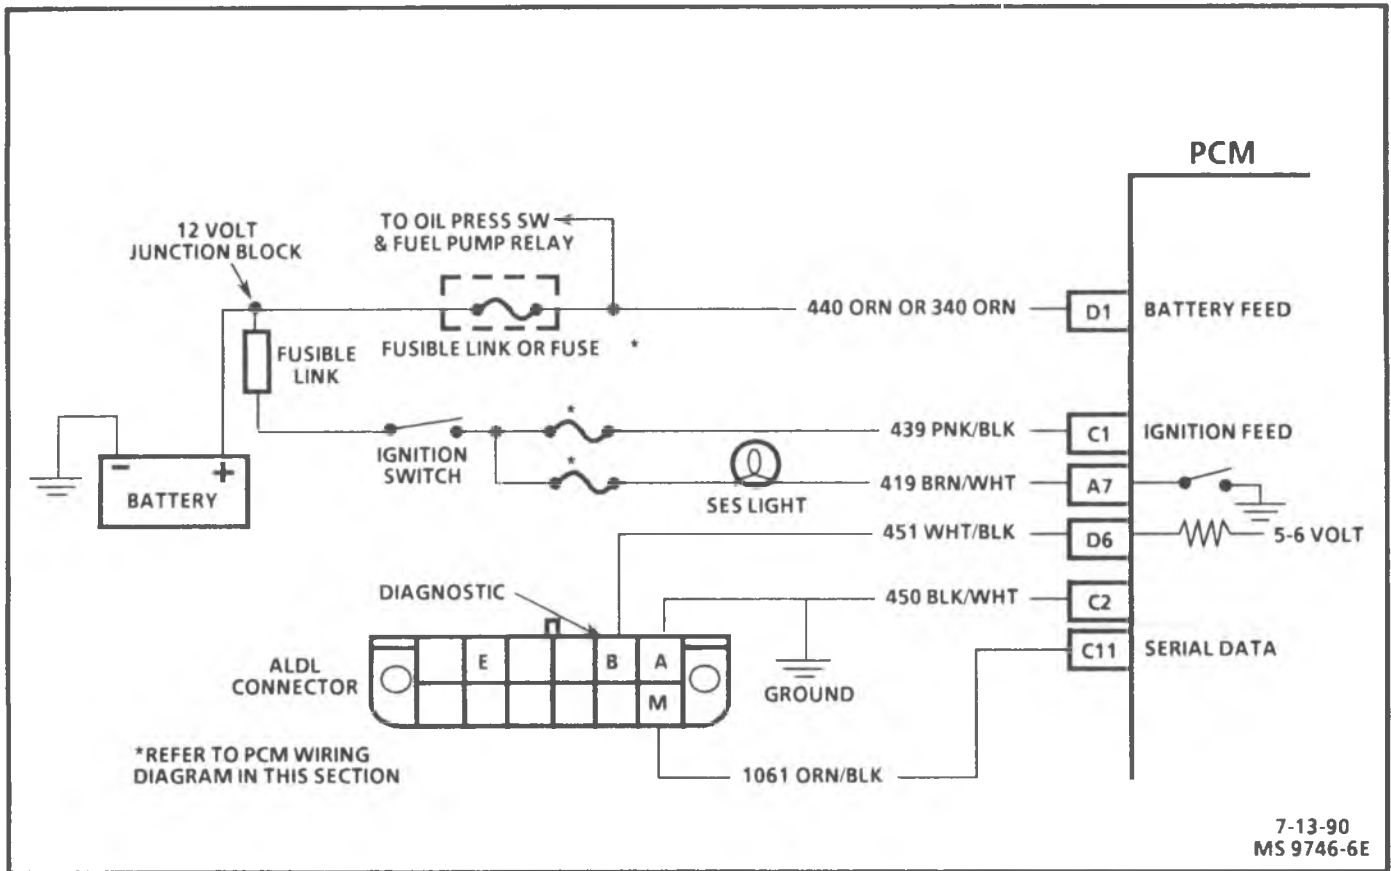 PCM
12 VOLT
JUNCTION BLOCK
TO OIL PRESS SW
& FUEL PUMP RELAY
440 ORN OR 340 ORN
D1
BATTERY FEED
FUSIBLE LINK OR FUSE *
FUSIBLE
LINK
*
439 PNK/BLK
C1
IGNITION FEED
IGNITION
SWITCH
- +
BATTERY
*
SES LIGHT
419 BRN/WHT
A7
451 WHT/BLK
D6
5-6 VOLT
DIAGNOSTIC
450 BLK/WHT
C2
ALDL
CONNECTOR
E B A
M
GROUND
C11
SERIAL DATA
*REFER TO PCM WIRING
DIAGRAM IN THIS SECTION
1061 ORN/BLK
7-13-90
MS 9746-6E